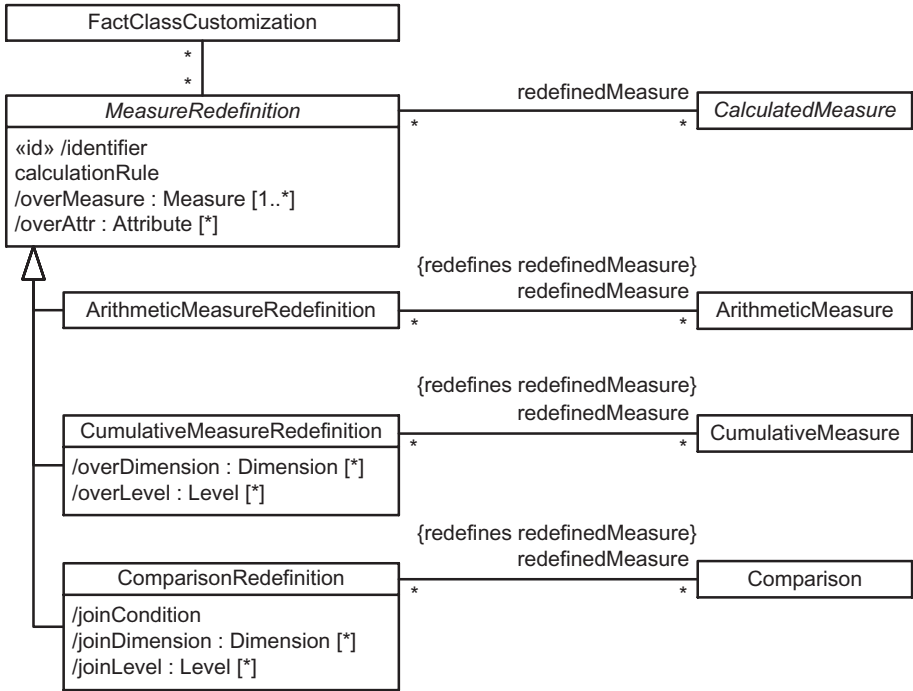 FactClassCustomization
*
*
MeasureRedefinition
«id» /identifier
calculationRule
/overMeasure : Measure [1..*]
/overAttr : Attribute [*]
redefinedMeasure
*
*
CalculatedMeasure
{redefines redefinedMeasure}
redefinedMeasure
ArithmeticMeasureRedefinition
*
*
ArithmeticMeasure
{redefines redefinedMeasure}
redefinedMeasure
CumulativeMeasureRedefinition
*
*
CumulativeMeasure
/overDimension : Dimension [*]
/overLevel : Level [*]
{redefines redefinedMeasure}
redefinedMeasure
ComparisonRedefinition
*
*
Comparison
/joinCondition
/joinDimension : Dimension [*]
/joinLevel : Level [*]